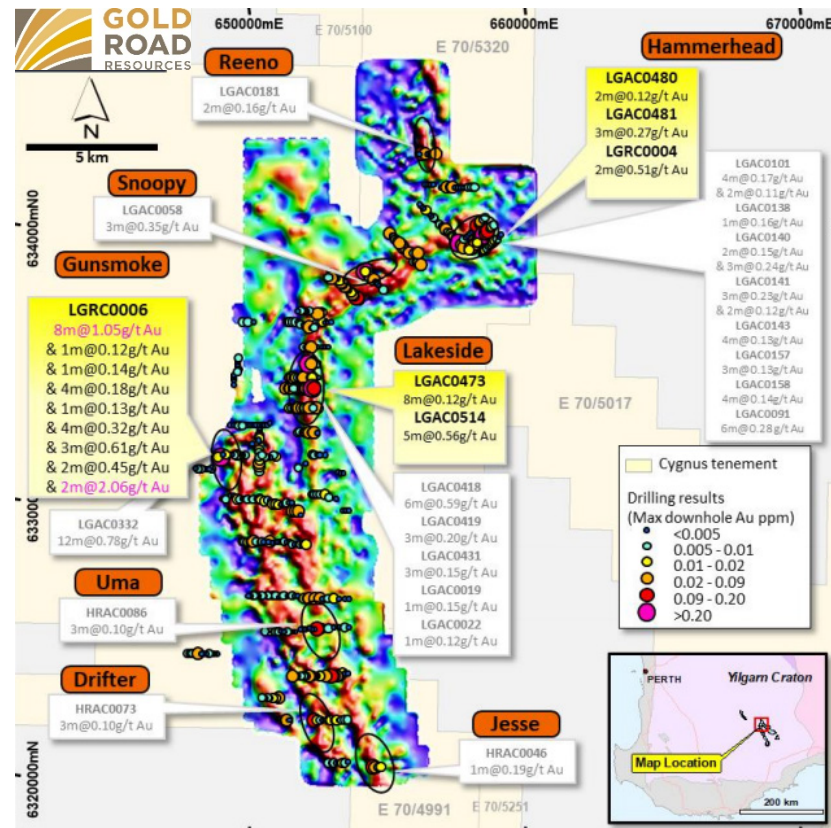 GOLD
ROAD
RESOURCES
650000mE
660000mE
670000mE
E 70/5100
E 70/5320
Hammerhead
Reeno
LGAC0181
2m@0.16g/t Au
N
5 km
LGAC0480
2m@0.12g/t Au
LGAC0481
3m@0.27g/t Au
LGRC0004
2m@0.51g/t Au
LGAC0101
4m@0.17g/t Au
& 2m@0.11g/t Au
LGAC0138
1m@0.16g/t Au
LGAC0140
2m@0.15g/t Au
& 3m@0.24g/t Au
LGAC0141
3m@0.23g/t Au
& 2m@0.12g/t Au
LGAC0143
4m@0.13g/t Au
LGAC0157
3m@0.13g/t Au
LGAC0158
4m@0.14g/t Au
LGAC0091
6m@0.28g/t Au
Snoopy
LGAC0058
3m@0.35g/t Au
634000mN0
Gunsmoke
LGRC0006
8m@1.05g/t Au
& 1m@0.12g/t Au
& 1m@0.14g/t Au
& 4m@0.18g/t Au
& 1m@0.13g/t Au
& 4m@0.32g/t Au
& 3m@0.61g/t Au
& 2m@0.45g/t Au
& 2m@2.06g/t Au
LGAC0332
12m@0.78g/t Au
Lakeside
LGAC0473
8m@0.12g/t Au
LGAC0514
5m@0.56g/t Au
LGAC0418
6m@0.59g/t Au
LGAC0419
3m@0.20g/t Au
LGAC0431
3m@0.15g/t Au
LGAC0019
1m@0.15g/t Au
LGAC0022
1m@0.12g/t Au
E 70/5017
63300
Cygnus tenement
Drilling results
(Max downhole Au ppm)
<0.005
0.005 - 0.01
0.01 - 0.02
0.02 - 0.09
0.09 - 0.20
>0.20
Uma
HRAC0086
3m@0.10g/t Au
Drifter
HRAC0073
3m@0.10g/t Au
Jesse
HRAC0046
1m@0.19g/t Au
6320000mN
E 70/4991
E 70/5251
PERTH
Yilgarn Craton
Map Location
200 km